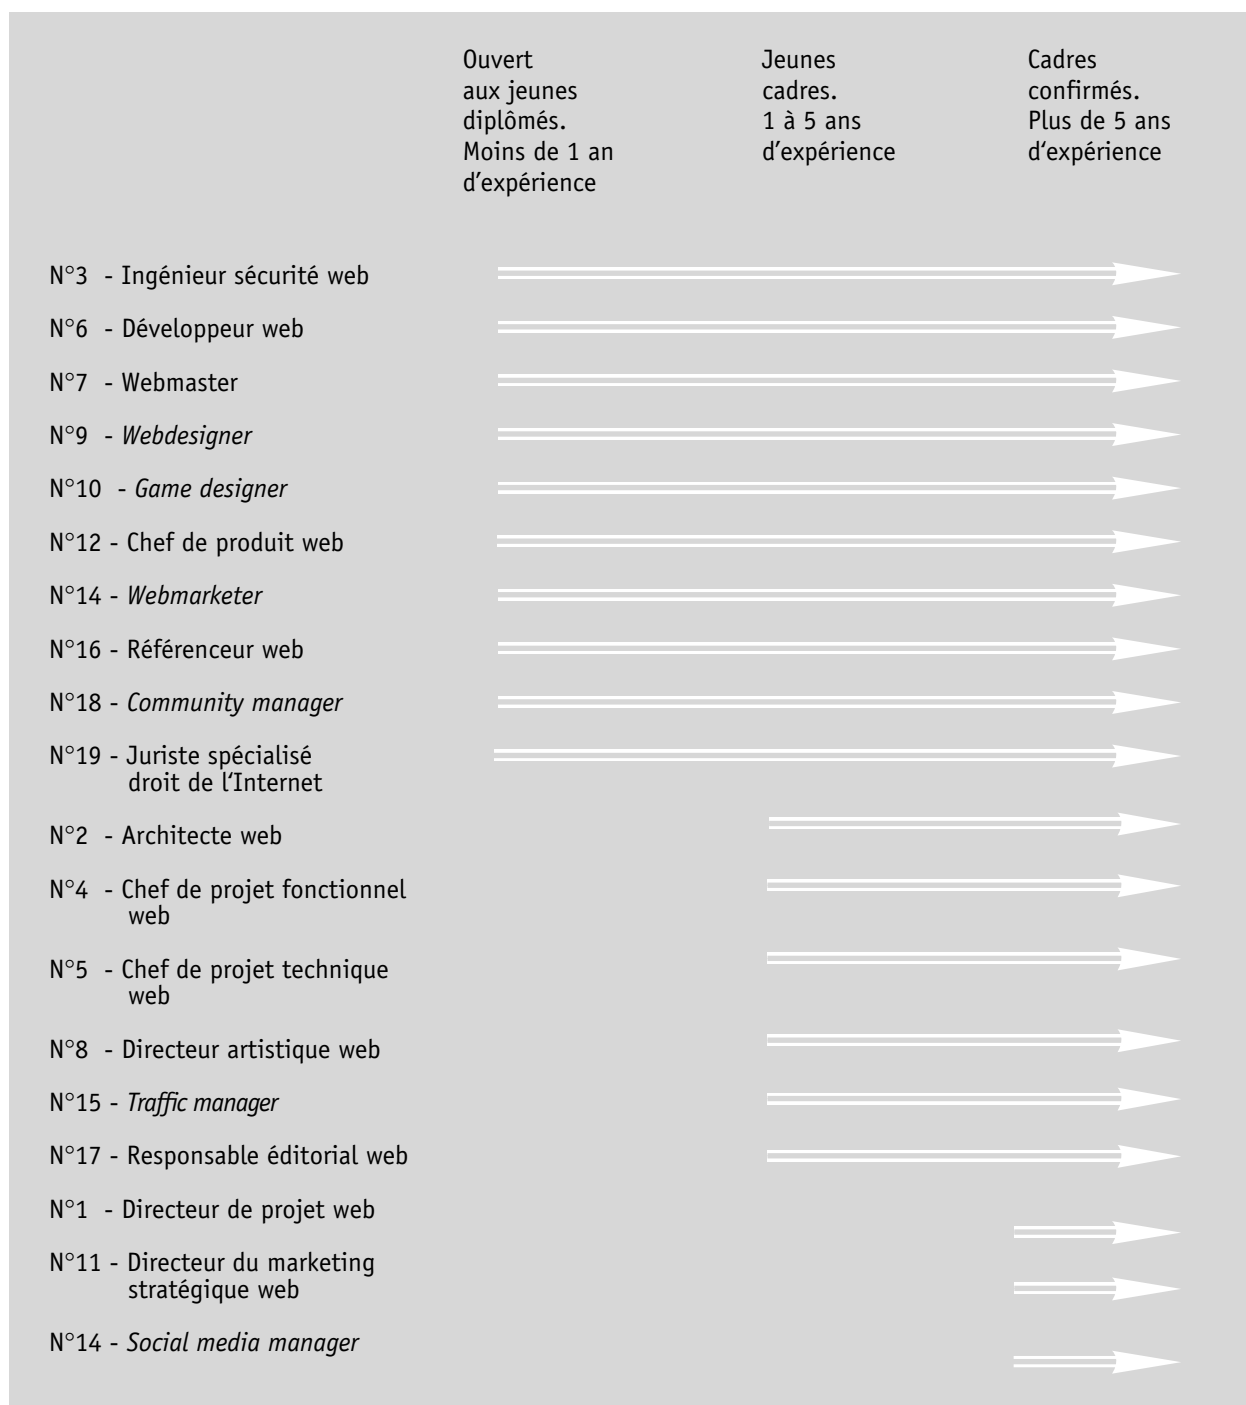 Ouvert
aux jeunes
diplômés.
Moins de 1 an
d’expérience
Jeunes
cadres.
1 à 5 ans
d’expérience
Cadres
confirmés.
Plus de 5 ans
d‘expérience
N°3 - Ingénieur sécurité web
N°6 - Développeur web
N°7 - Webmaster
N°9 - Webdesigner
N°10 - Game designer
N°12 - Chef de produit web
N°14 - Webmarketer
N°16 - Référenceur web
N°18 - Community manager
N°19 - Juriste spécialisé
droit de l‘Internet
N°2 - Architecte web
N°4 - Chef de projet fonctionnel
web
N°5 - Chef de projet technique
web
N°8 - Directeur artistique web
N°15 - Traffic manager
N°17 - Responsable éditorial web
N°1 - Directeur de projet web
N°11 - Directeur du marketing
stratégique web
N°14 - Social media manager